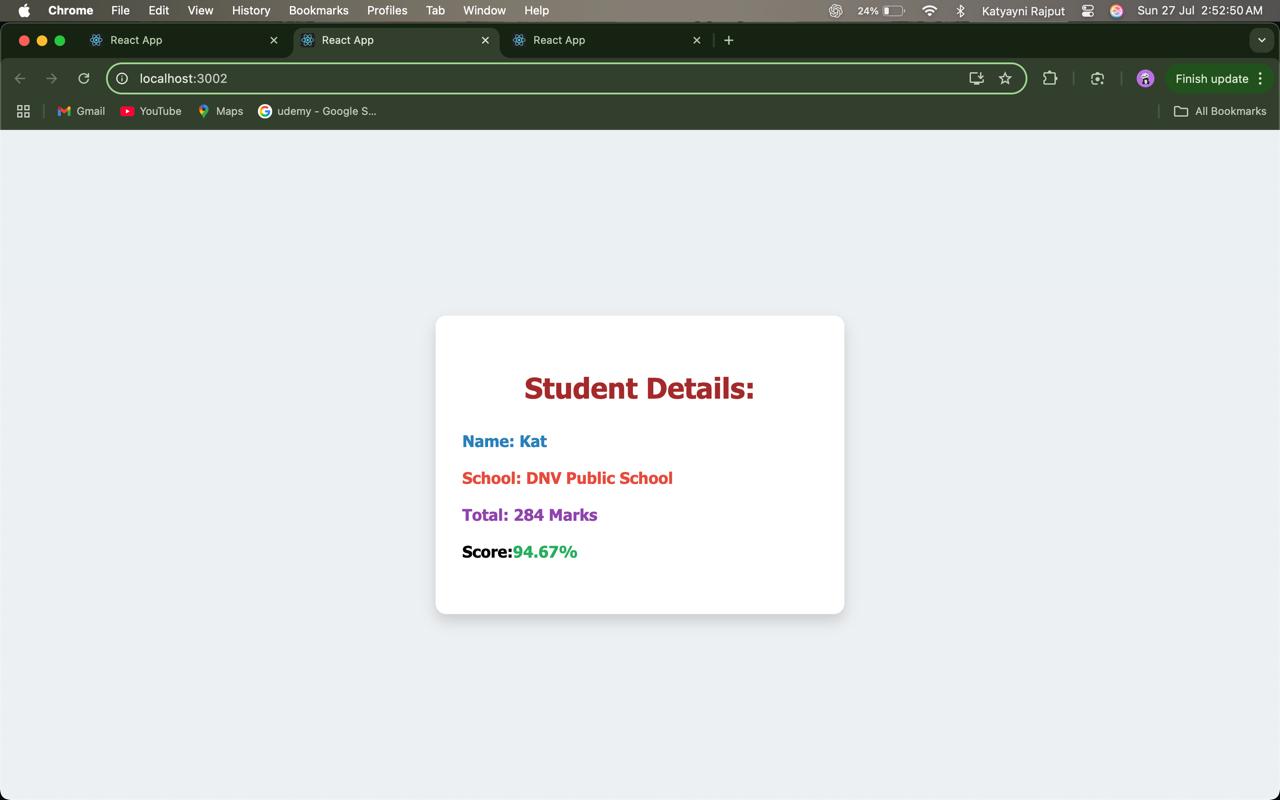 Chrome File Edit View History Bookmarks Profiles Tab Window Help 24% Katyayni Rajput Sun 27 Jul 2:52:50 AM
React App React App React App
localhost:3002 Finish update
Gmail YouTube Maps udemy - Google S... All Bookmarks
Student Details:
Name: Kat
School: DNV Public School
Total: 284 Marks
Score:94.67%